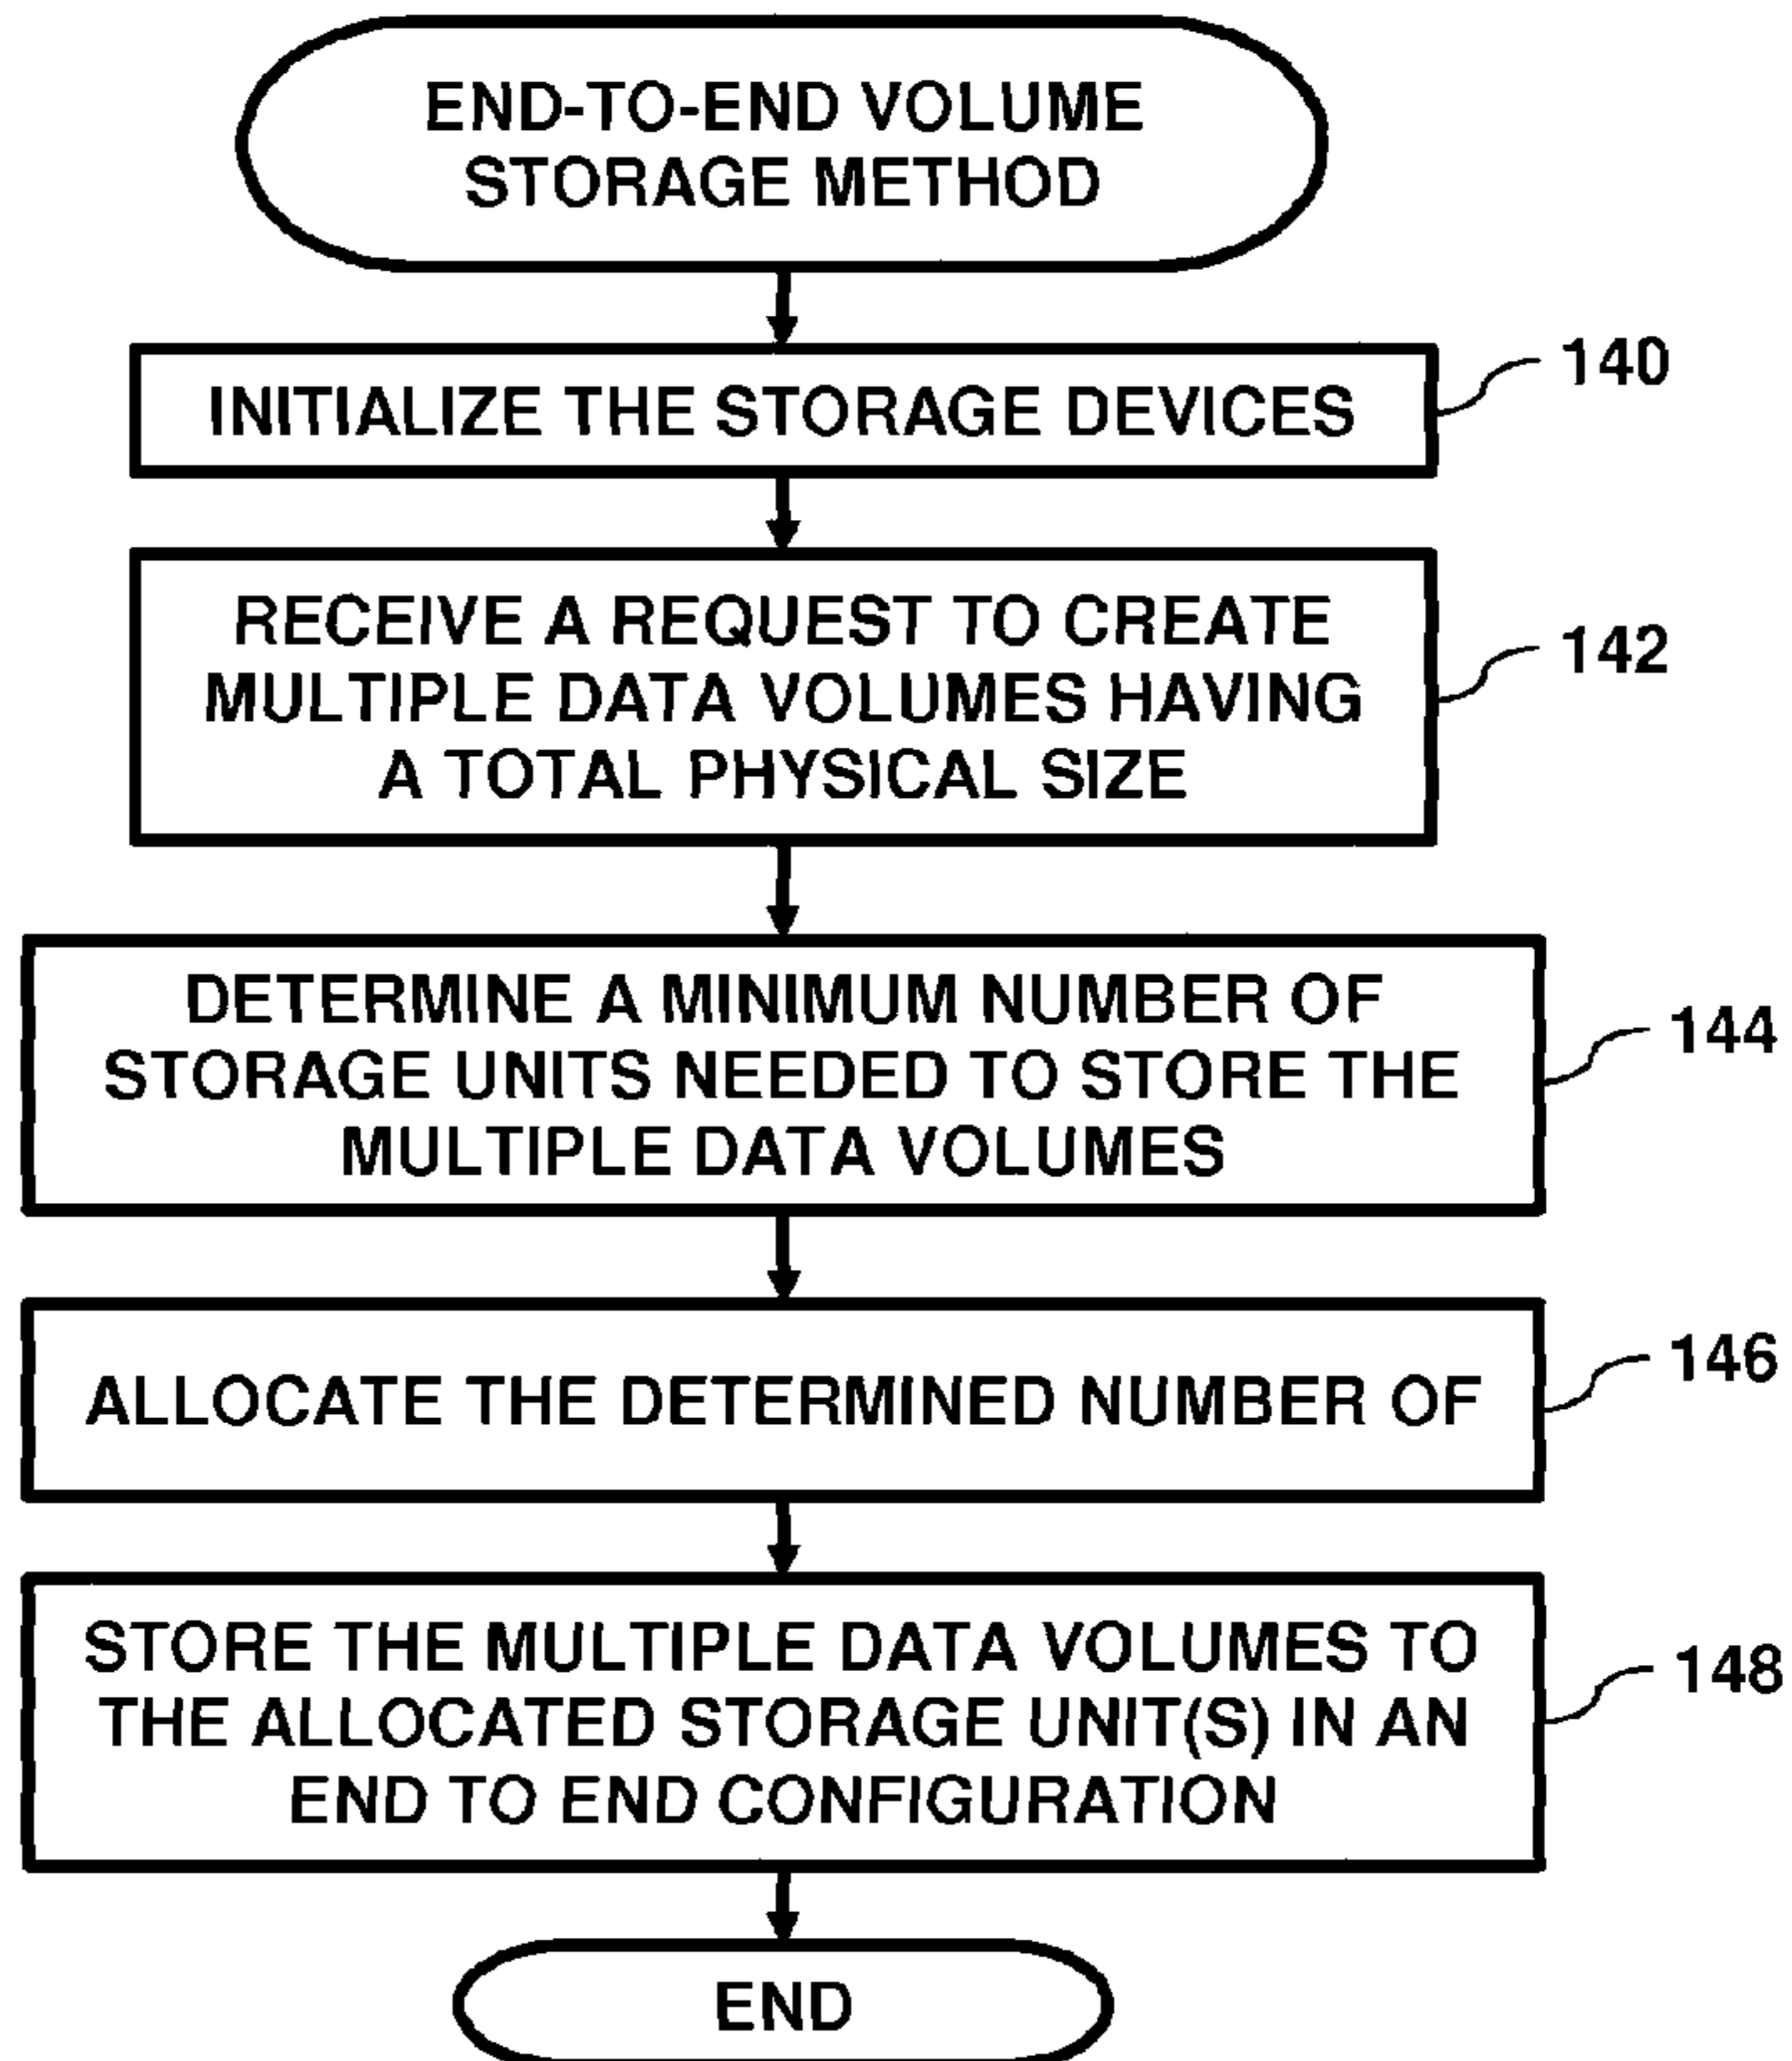 END-TO-END VOLUME
STORAGE METHOD
INITIALIZE THE STORAGE DEVICES
140
RECEIVE A REQUEST TO CREATE
MULTIPLE DATA VOLUMES HAVING
A TOTAL PHYSICAL SIZE
142
DETERMINE A MINIMUM NUMBER OF
STORAGE UNITS NEEDED TO STORE THE
MULTIPLE DATA VOLUMES
144
ALLOCATE THE DETERMINED NUMBER OF
146
STORE THE MULTIPLE DATA VOLUMES TO
THE ALLOCATED STORAGE UNIT(S) IN AN
END TO END CONFIGURATION
148
END